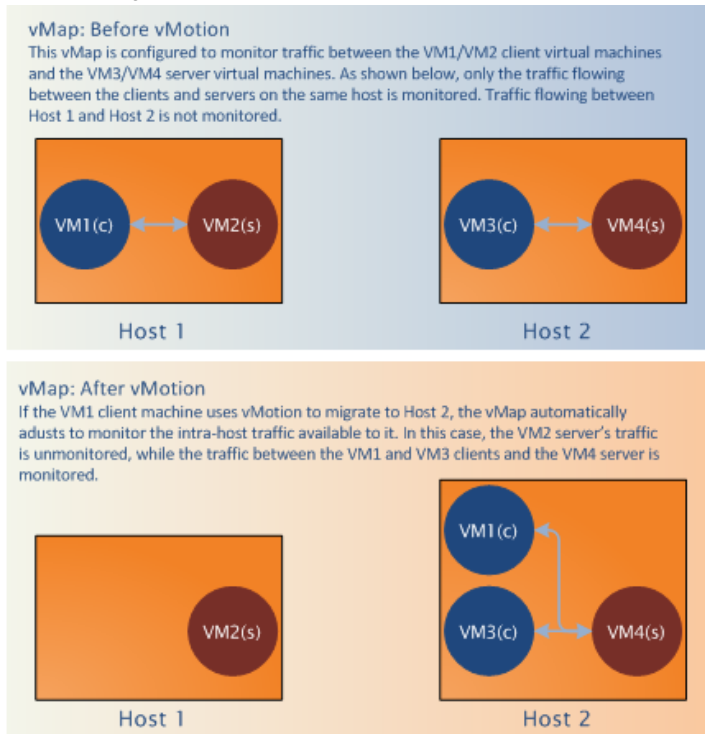 vMap: Before vMotion
This vMap is configured to monitor traffic between the VM1/VM2 client virtual machines
and the VM3/VM4 server virtual machines. As shown below, only the traffic flowing
between the clients and servers on the same host is monitored. Traffic flowing between
Host 1 and Host 2 is not monitored.
VM1(c)
VM2(s)
VM3(c)
VM4(s)
Host 1
Host 2
vMap: After vMotion
If the VM1 client machine uses vMotion to migrate to Host 2, the vMap automatically
adusts to monitor the intra-host traffic available to it. In this case, the VM2 server's traffic
is unmonitored, while the traffic between the VM1 and VM3 clients and the VM4 server is
monitored.
VM1(c)
VM2(s)
VM3(c)
VM4(s)
Host 1
Host 2